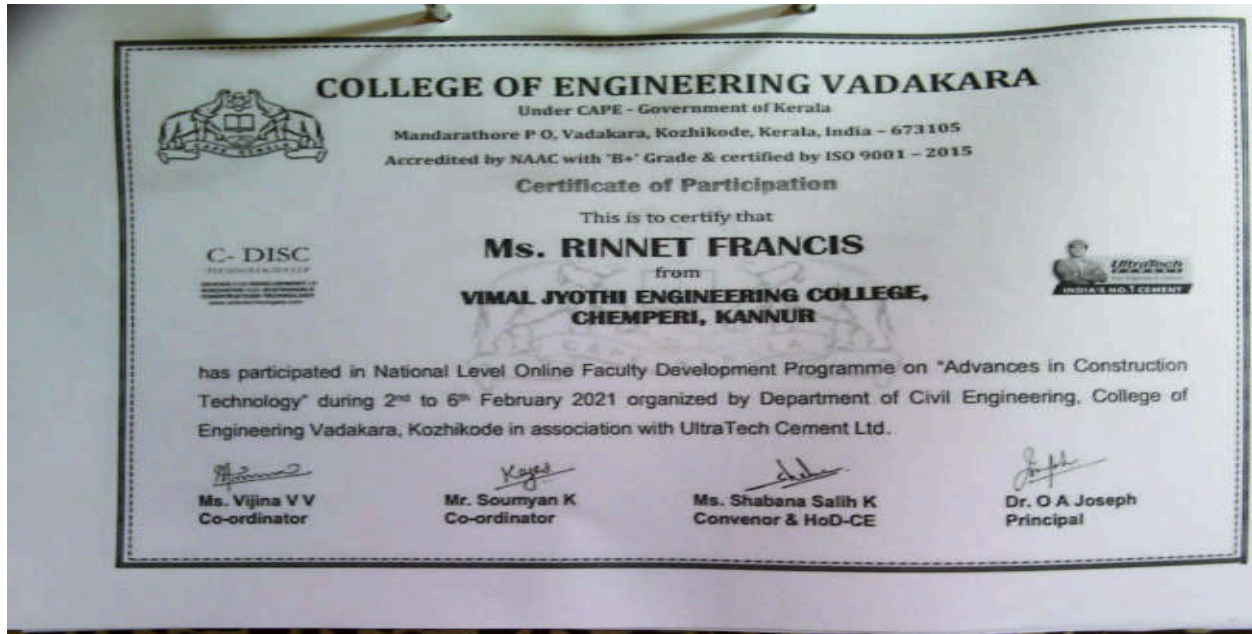 COLLEGE OF ENGINEERING VADAKARA
Under CAPE - Government of Kerala
Mandarathore P O, Vadakara, Kozhikode, Kerala, India – 673105
Accredited by NAAC with "B+" Grade & certified by ISO 9001 – 2015
CAPE KERALA
Certificate of Participation
This is to certify that
C- DISC
Ms. RINNET FRANCIS
from
UltraTech
CEMENT
INDIA'S NO.1 CEMENT
VIMAL JYOTHI ENGINEERING COLLEGE,
CHEMPERI, KANNUR
has participated in National Level Online Faculty Development Programme on "Advances in Construction
Technology" during 2nd to 6th February 2021 organized by Department of Civil Engineering, College of
Engineering Vadakara, Kozhikode in association with UltraTech Cement Ltd.
Ms. Vijina V V
Co-ordinator
Mr. Soumyan K
Co-ordinator
Ms. Shabana Salih K
Convenor & HoD-CE
Dr. O A Joseph
Principal